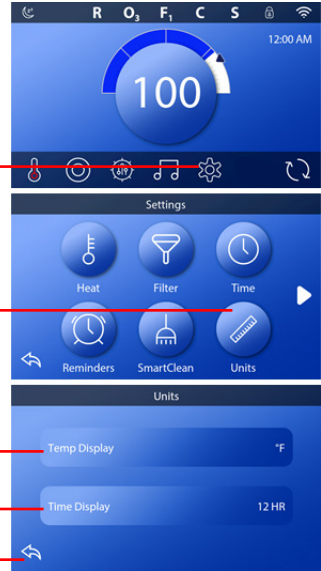 R O₃ F₁ C S
12:00 AM
100
Settings
Heat Filter Time
Reminders SmartClean Units
Units
Temp Display °F
Time Display 12 HR